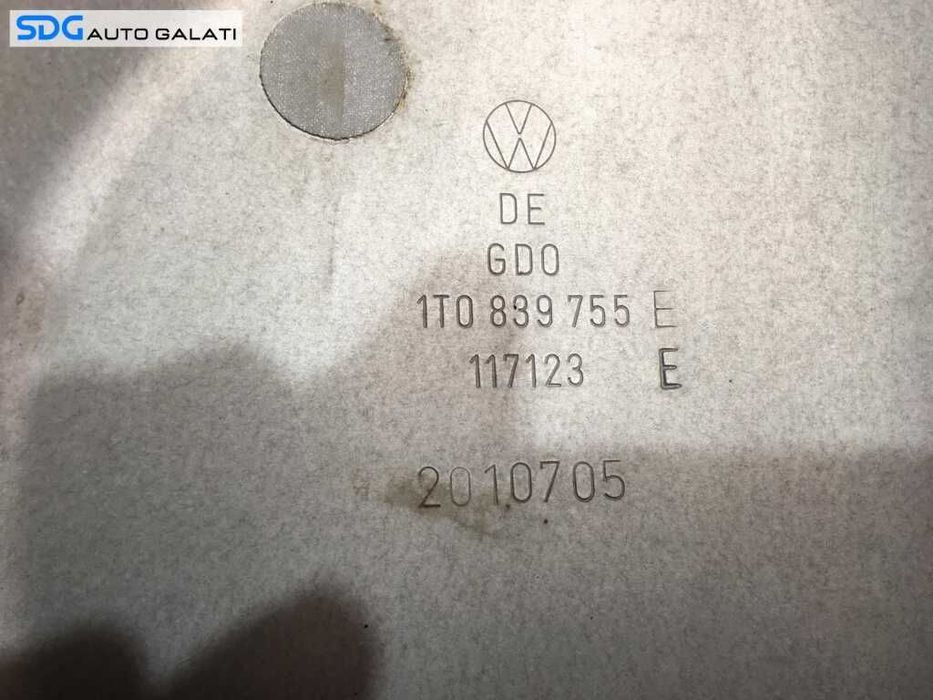 SDG AUTO GALATI
DE
GDO
1T0 839 755 E
117123 E
2010705